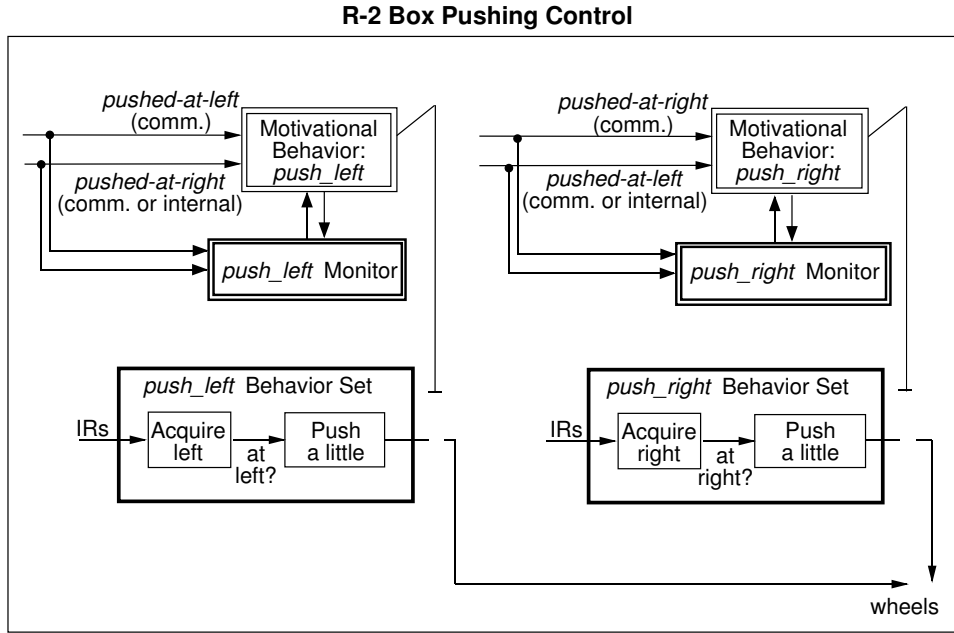 R-2 Box Pushing Control
pushed-at-left
(comm.)
Motivational
Behavior:
push_left
pushed-at-right
(comm. or internal)
push_left Monitor
pushed-at-right
(comm.)
Motivational
Behavior:
push_right
pushed-at-left
(comm. or internal)
push_right Monitor
push_left Behavior Set
IRs
Acquire
left
at
left?
Push
a little
push_right Behavior Set
IRs
Acquire
right
at
right?
Push
a little
wheels